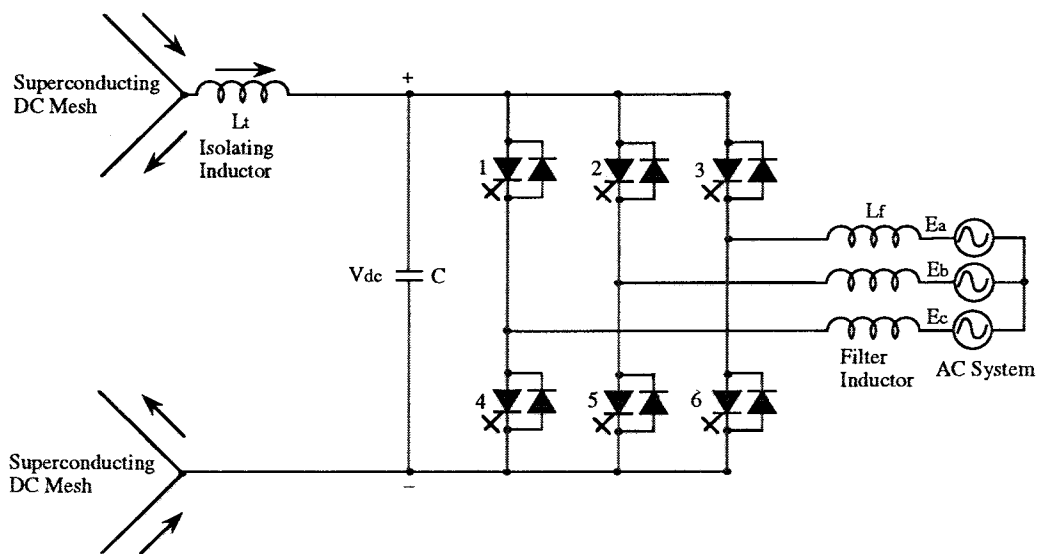 Superconducting
DC Mesh
Lt
Isolating
Inductor
+
1
2
3
Lf
Ea
Vdc
C
Eb
Ec
Filter
Inductor
AC System
4
5
6
Superconducting
DC Mesh
−